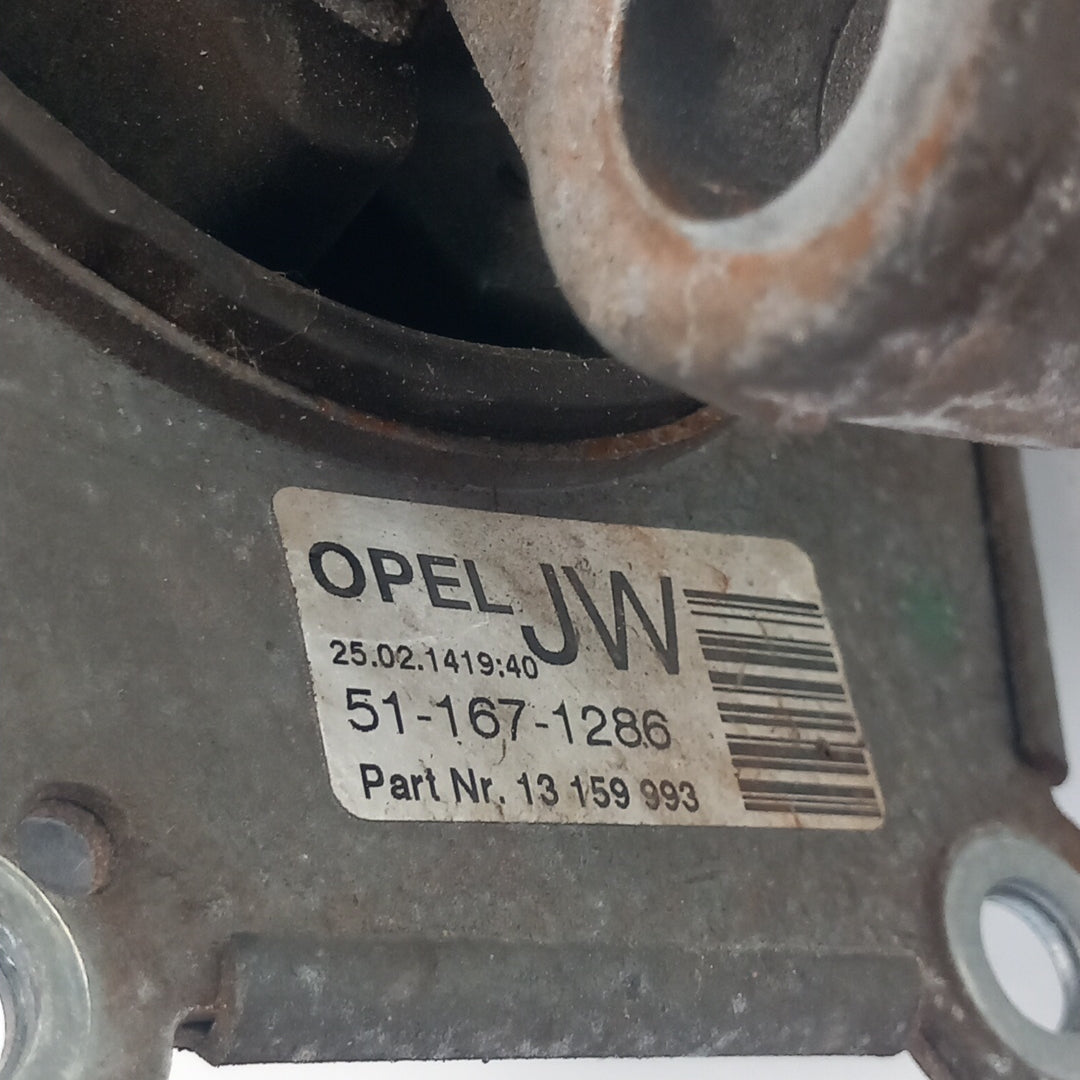 OPEL JW
25.02.1419:40
51-167-1286
Part Nr. 13 159 993